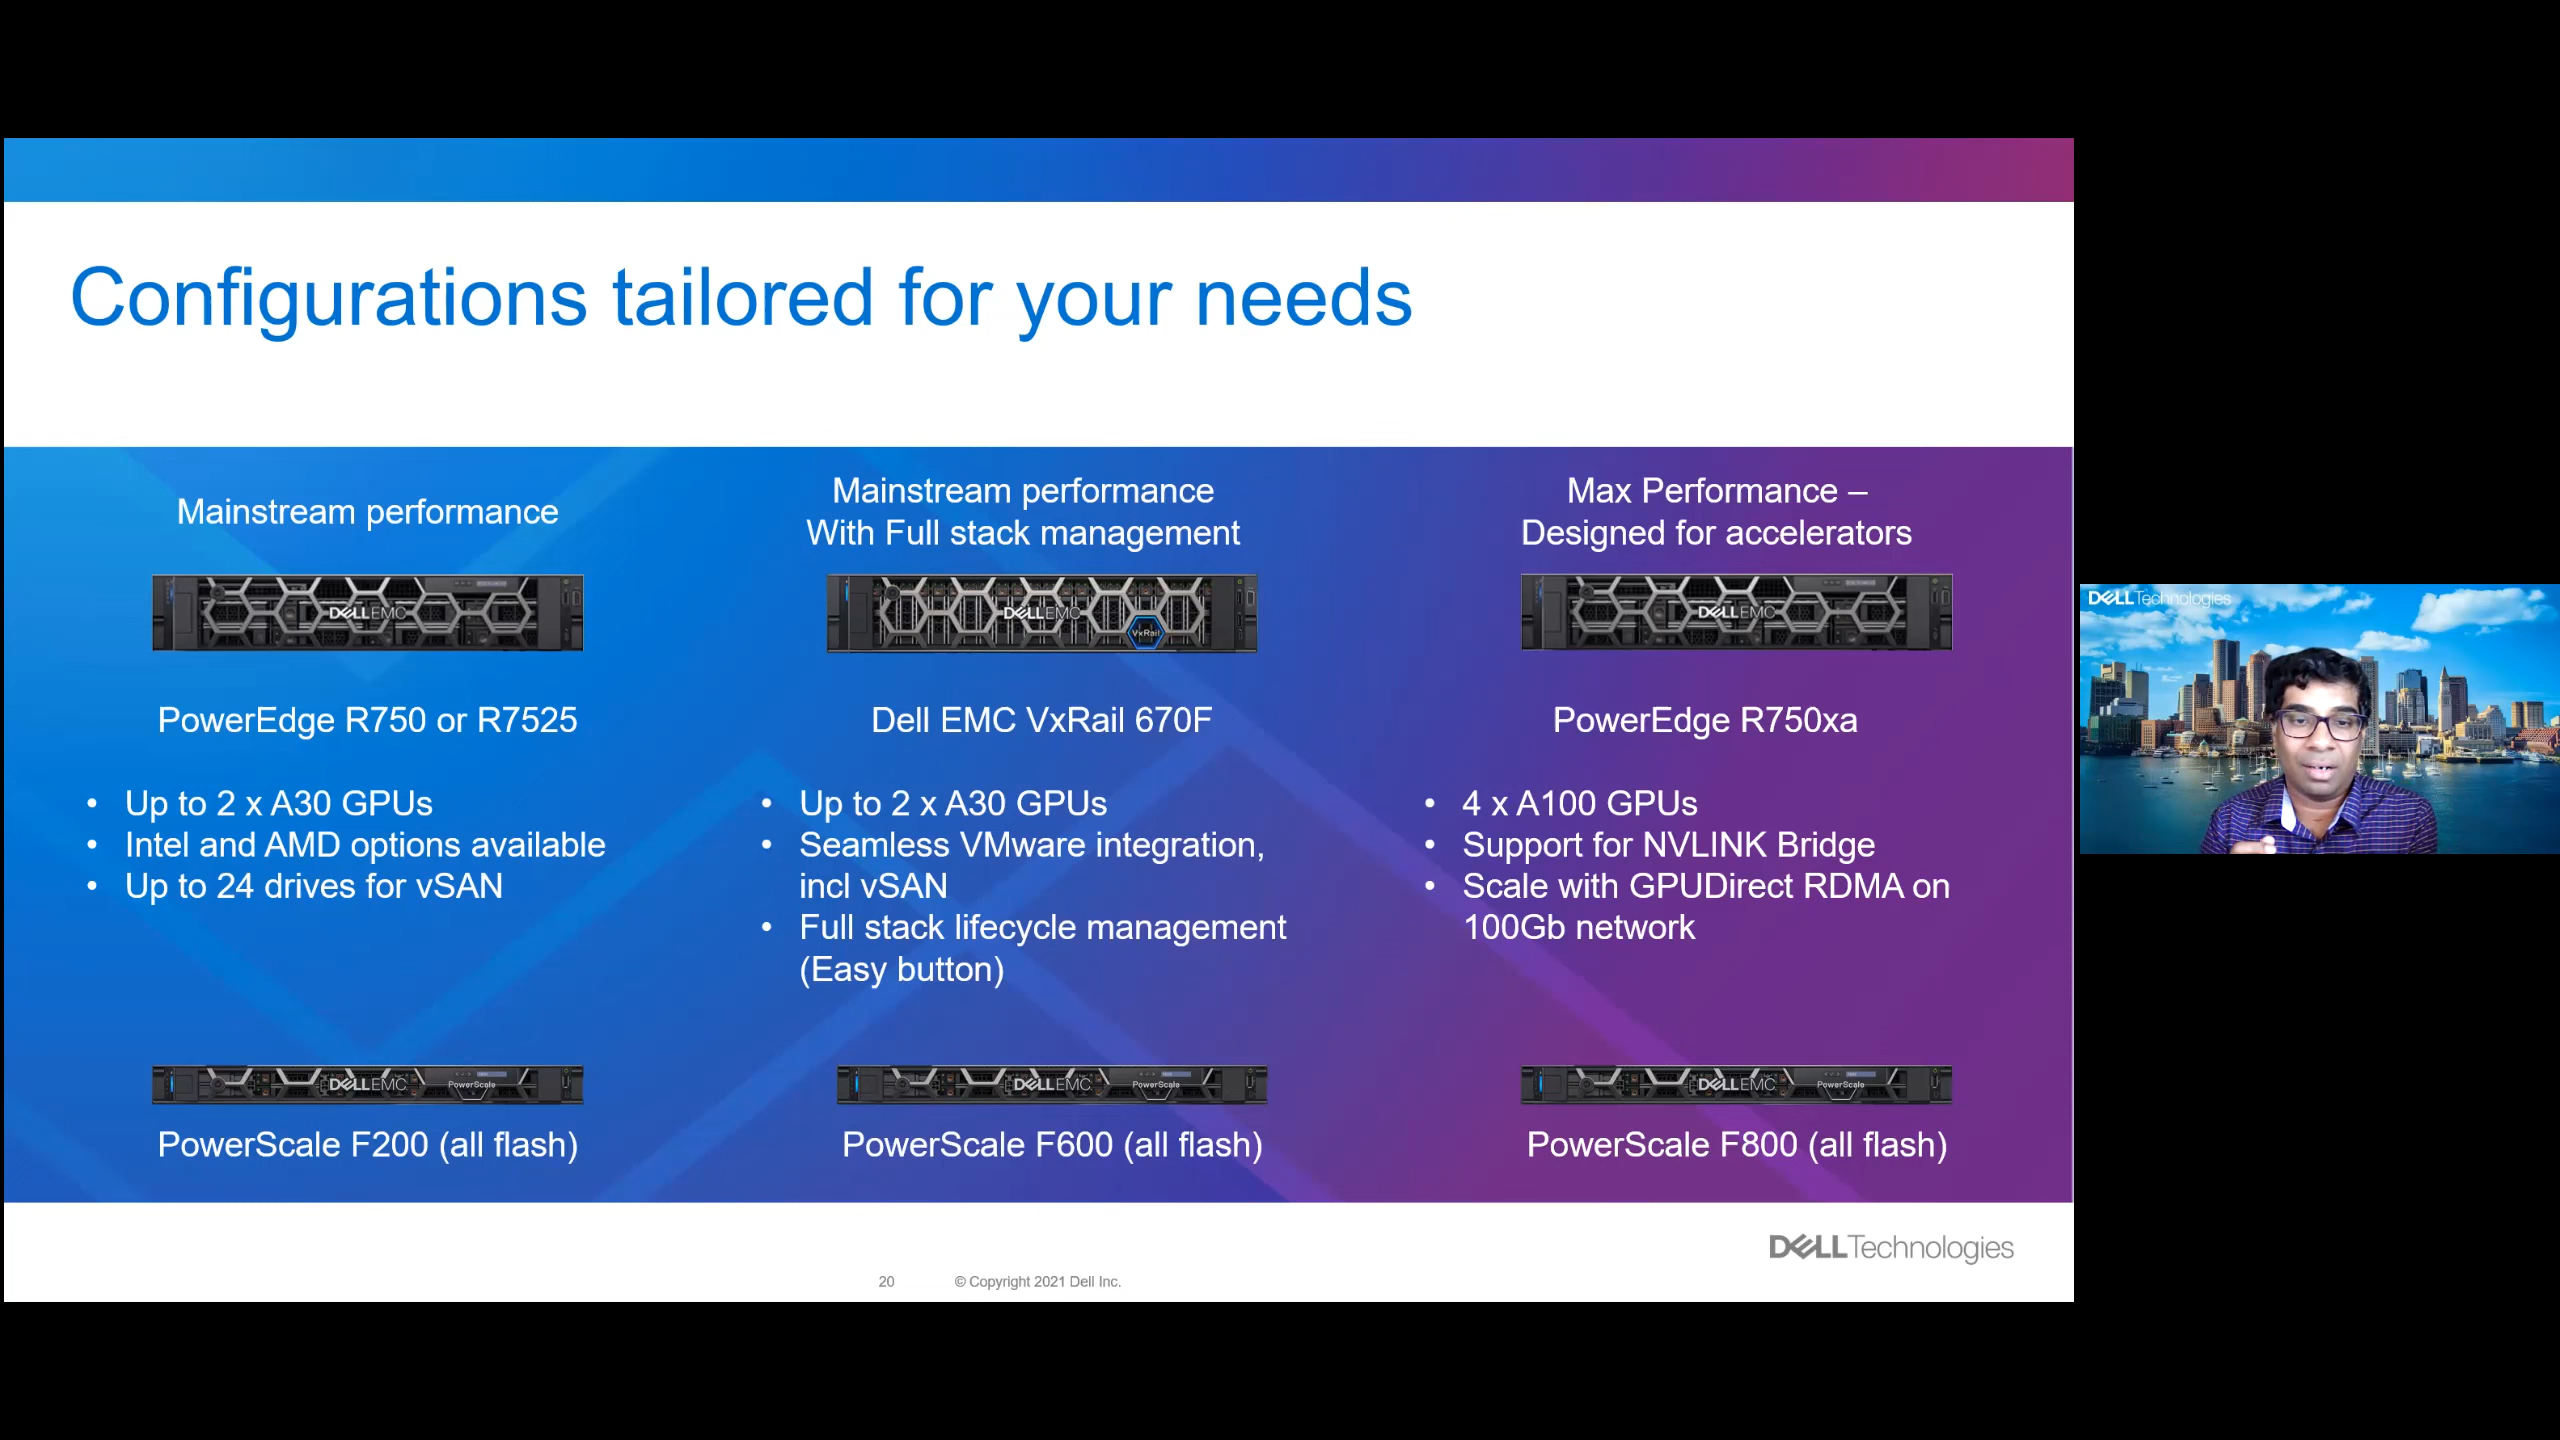 Configurations tailored for your needs
Mainstream performance
DELLEMC
PowerEdge R750 or R7525
• Up to 2 x A30 GPUs
• Intel and AMD options available
• Up to 24 drives for vSAN
DELLEMC PowerScale
PowerScale F200 (all flash)
Mainstream performance
With Full stack management
DELLEMC
VxRail
Dell EMC VxRail 670F
• Up to 2 x A30 GPUs
• Seamless VMware integration,
incl vSAN
• Full stack lifecycle management
(Easy button)
DELLEMC PowerScale
PowerScale F600 (all flash)
Max Performance –
Designed for accelerators
DELLEMC
PowerEdge R750xa
• 4 x A100 GPUs
• Support for NVLINK Bridge
• Scale with GPUDirect RDMA on
100Gb network
DELLEMC PowerScale
PowerScale F800 (all flash)
DELLTechnologies
20 © Copyright 2021 Dell Inc.
DELLTechnologies